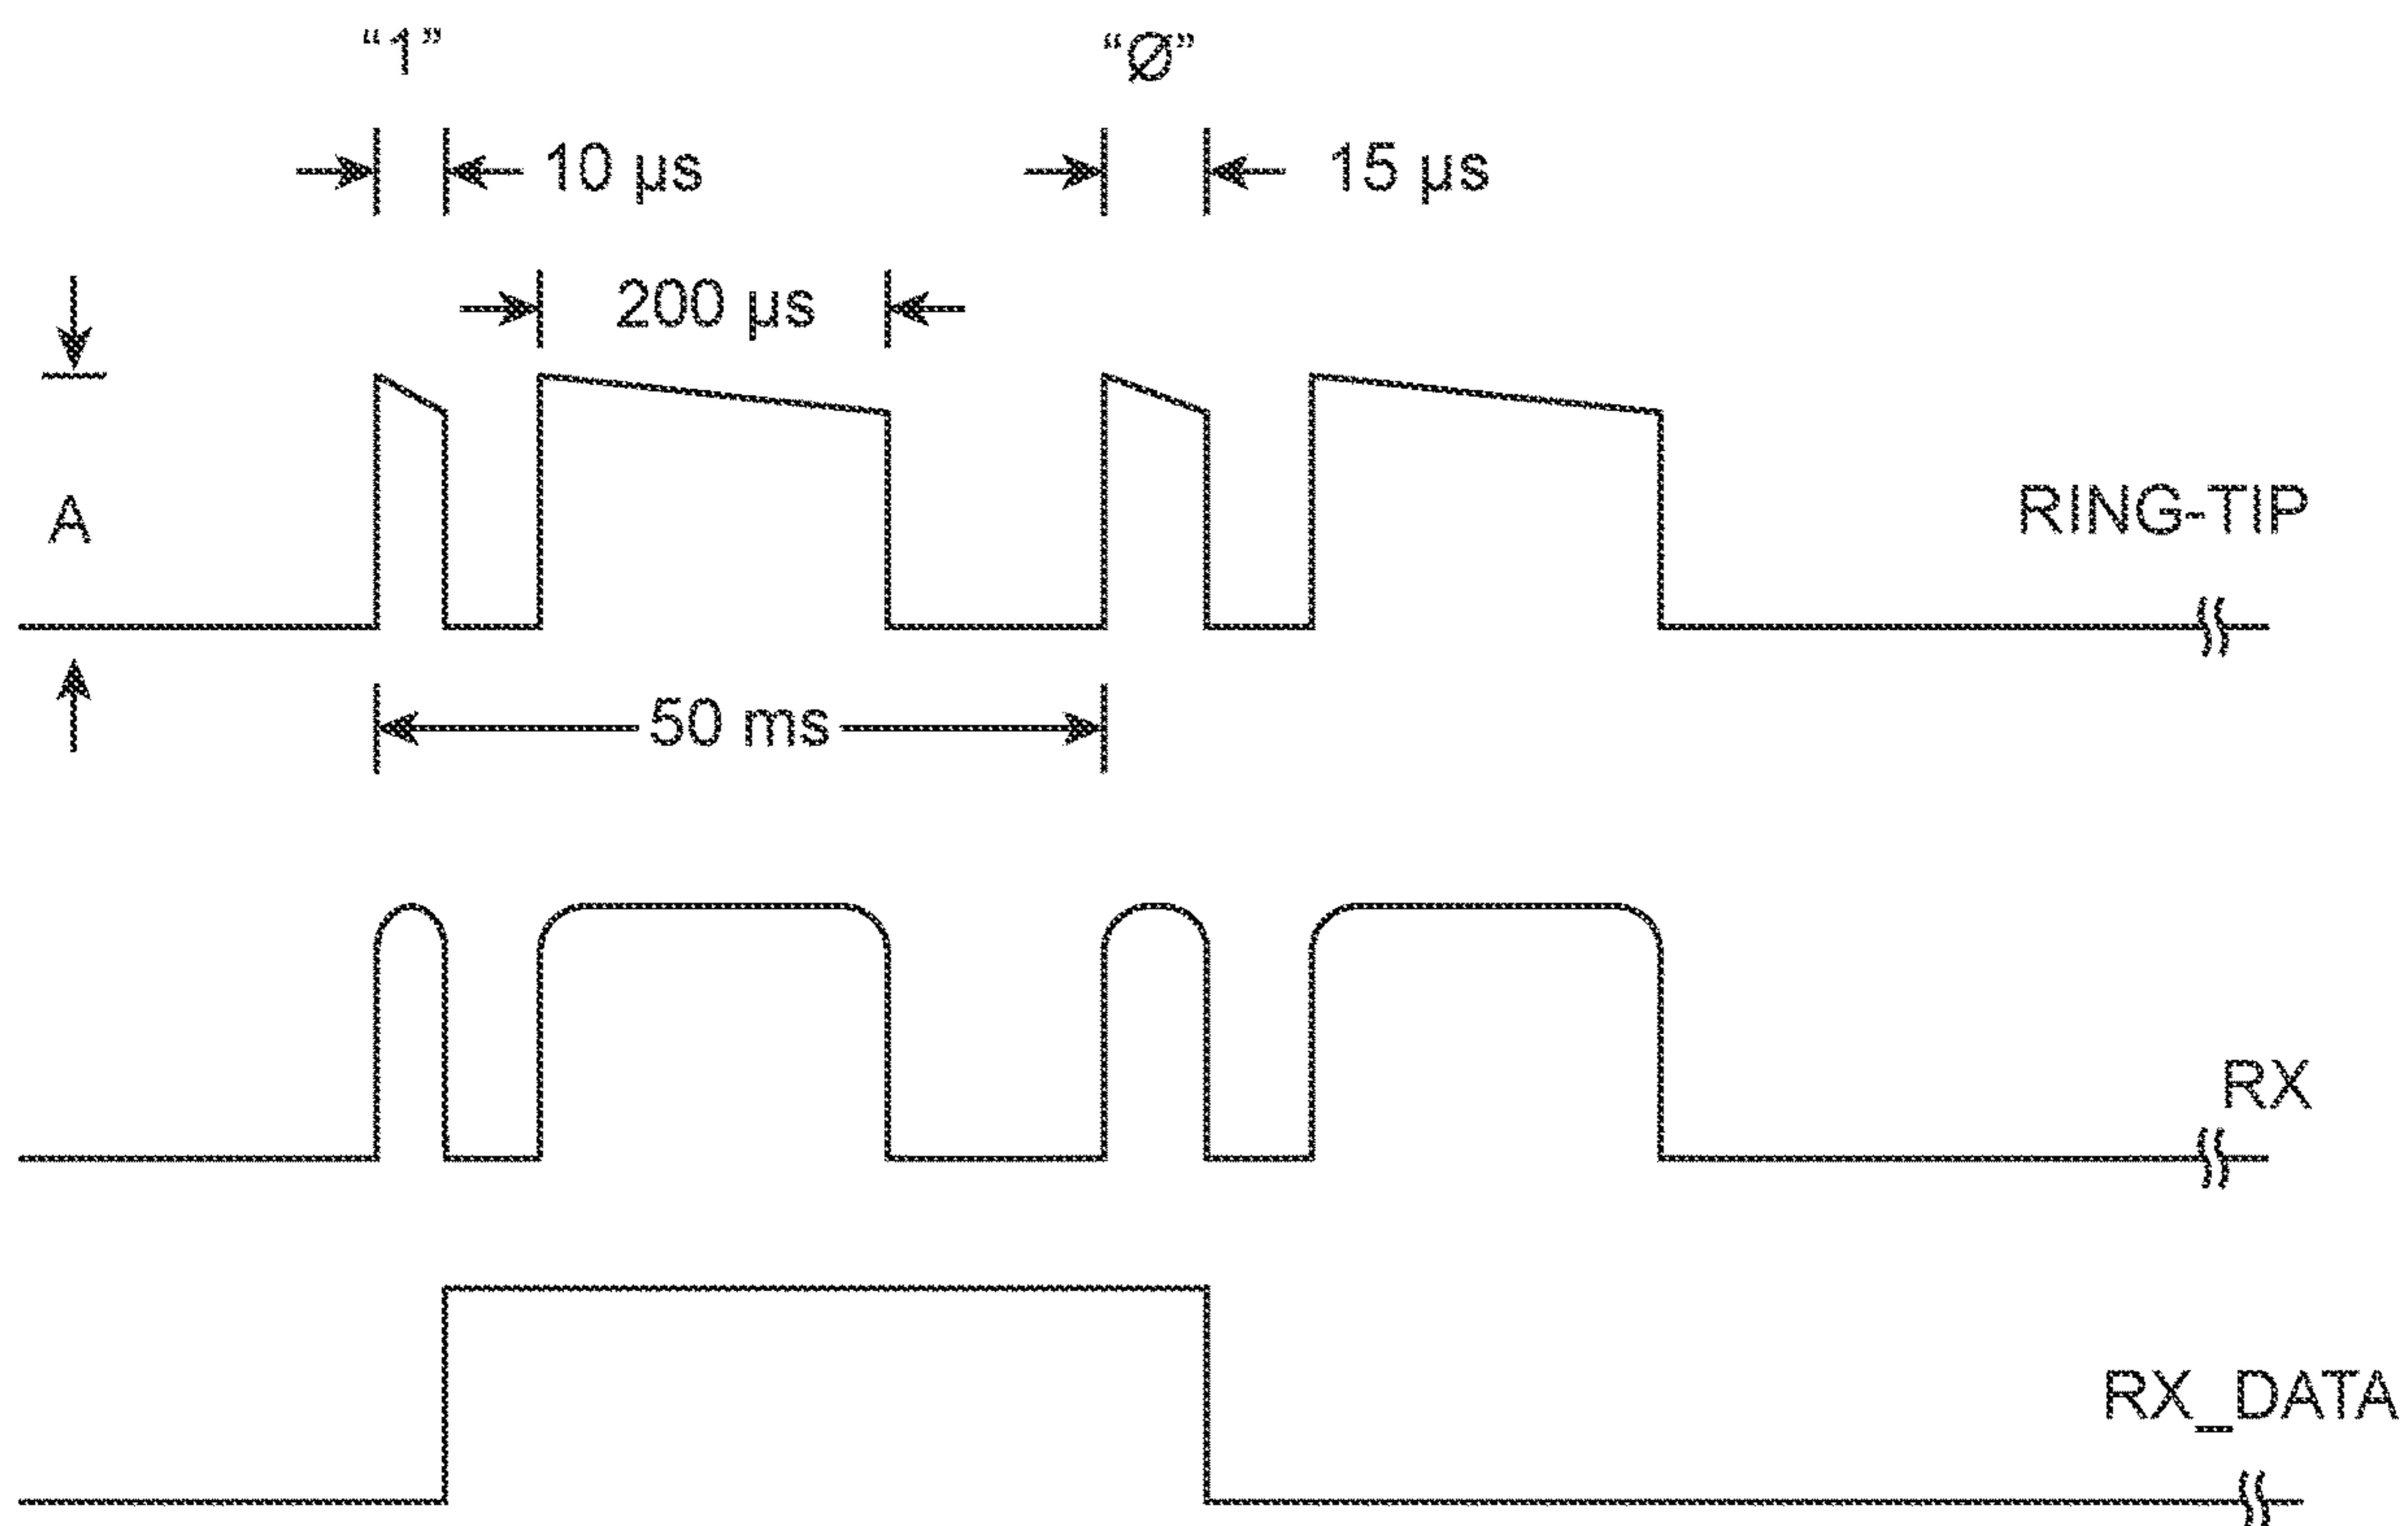 “1”
“Ø”
10 µs
15 µs
200 µs
A
RING-TIP
50 ms
RX
RX_DATA